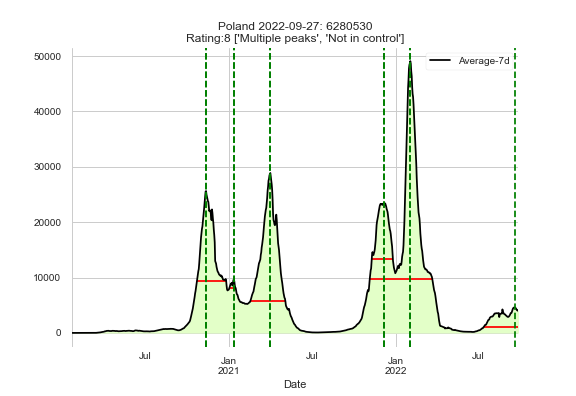 Poland 2022-09-27: 6280530
Rating:8 ['Multiple peaks', 'Not in control']
Average-7d
50000
40000
30000
20000
10000
0
Jul
Jan
2021
Jul
Jan
2022
Jul
Date